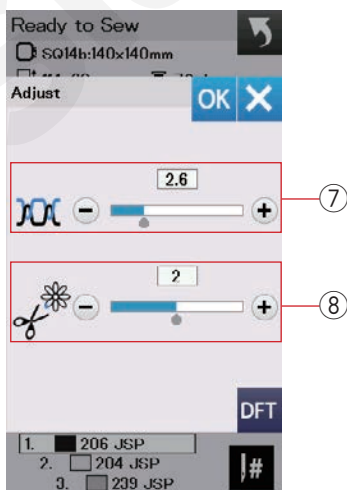 Ready to Sew
SQ14b:140x140mm
Adjust
OK
2.6
⑦
2
⑧
DFT
1. 206 JSP
2. 204 JSP
3. 239 JSP
#